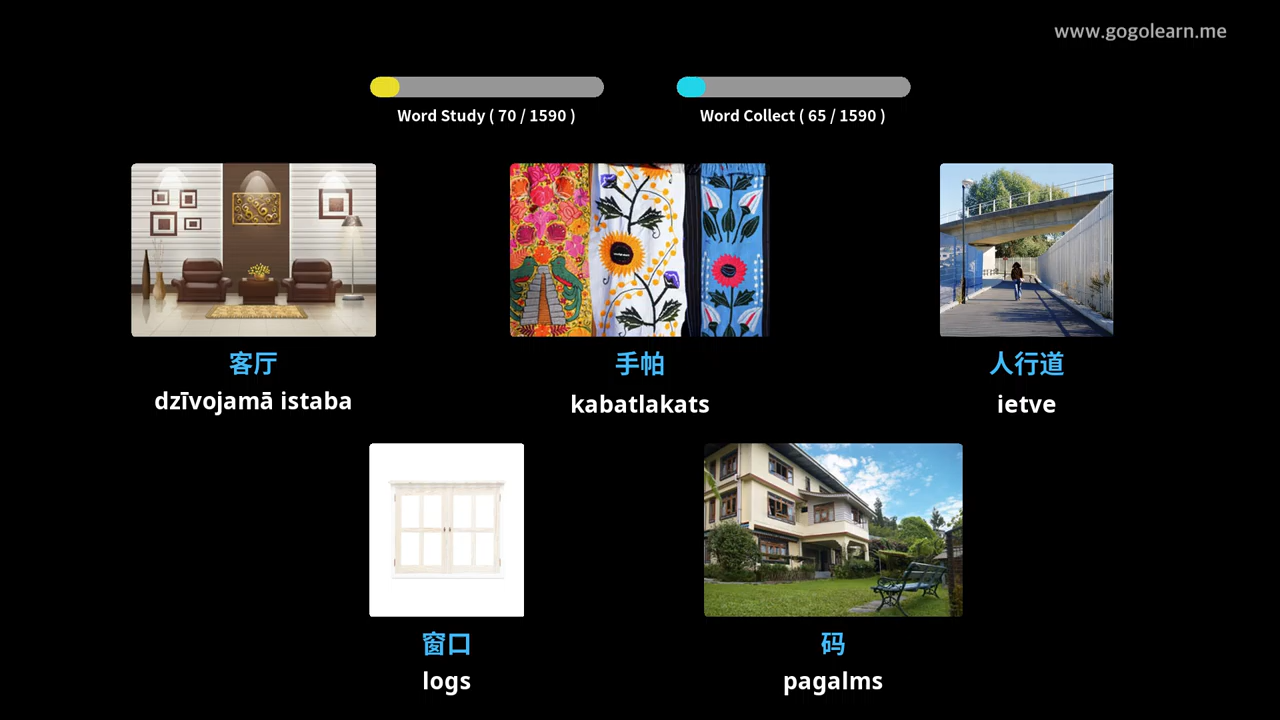 www.gogolearn.me
Word Study ( 70 / 1590 )
Word Collect ( 65 / 1590 )
客厅
手帕
人行道
dzīvojamā istaba
kabatlakats
ietve
窗口
码
logs
pagalms